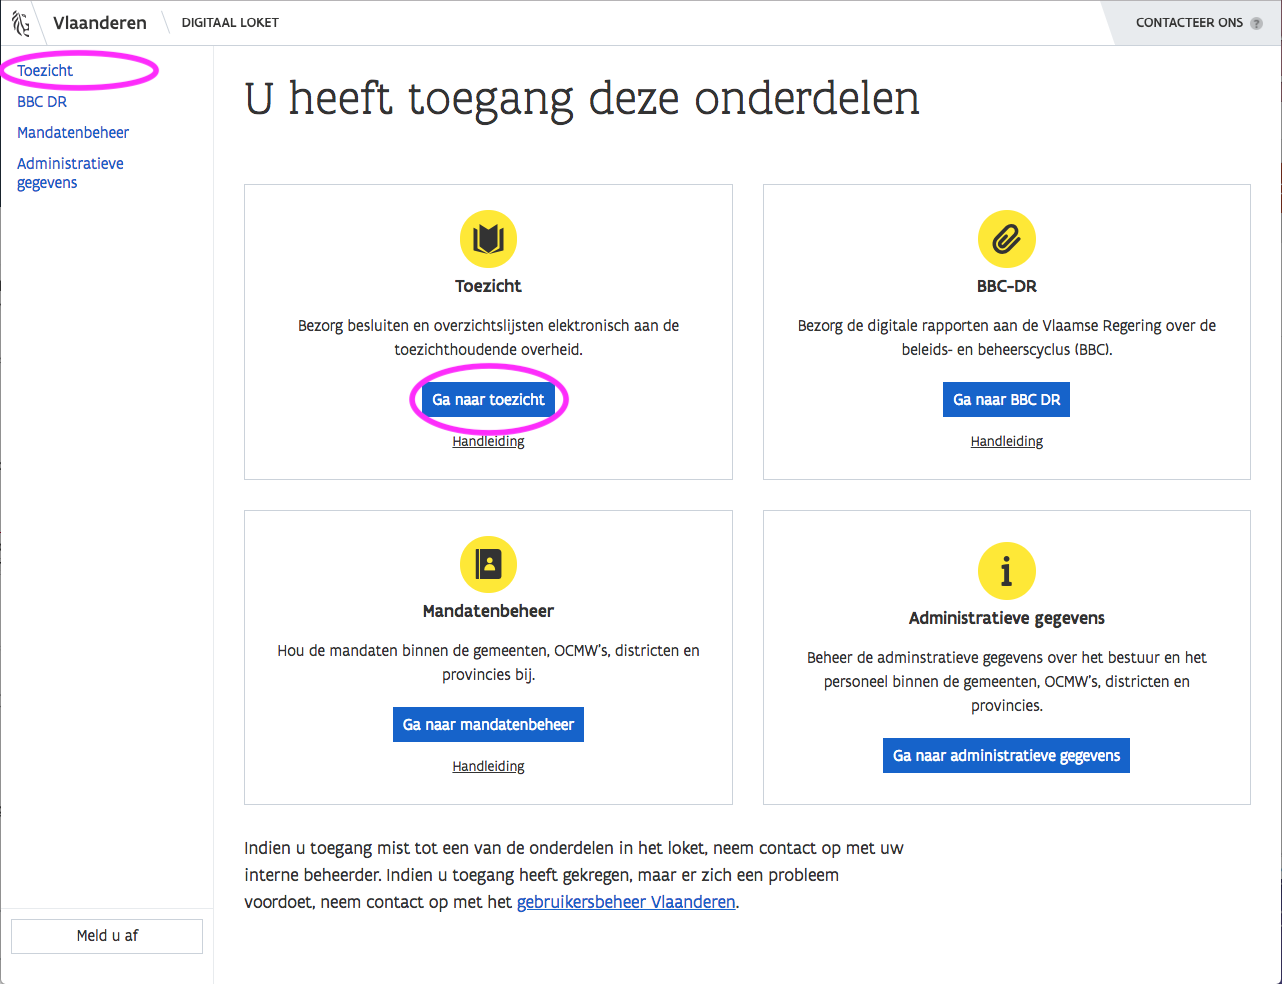 Vlaanderen
DIGITAAL LOKET
CONTACTEER ONS ?
Toezicht
BBC DR
Mandatenbeheer
Administratieve
gegevens
U heeft toegang deze onderdelen
Toezicht
Bezorg besluiten en overzichtslijsten elektronisch aan de
toezichthoudende overheid.
Ga naar toezicht
Handleiding
BBC-DR
Bezorg de digitale rapporten aan de Vlaamse Regering over de
beleids- en beheerscyclus (BBC).
Ga naar BBC DR
Handleiding
Mandatenbeheer
Hou de mandaten binnen de gemeenten, OCMW's, districten en
provincies bij.
Ga naar mandatenbeheer
Handleiding
Administratieve gegevens
Beheer de adminstratieve gegevens over het bestuur en het
personeel binnen de gemeenten, OCMW's, districten en
provincies.
Ga naar administratieve gegevens
Indien u toegang mist tot een van de onderdelen in het loket, neem contact op met uw
interne beheerder. Indien u toegang heeft gekregen, maar er zich een probleem
voordoet, neem contact op met het gebruikersbeheer Vlaanderen.
Meld u af